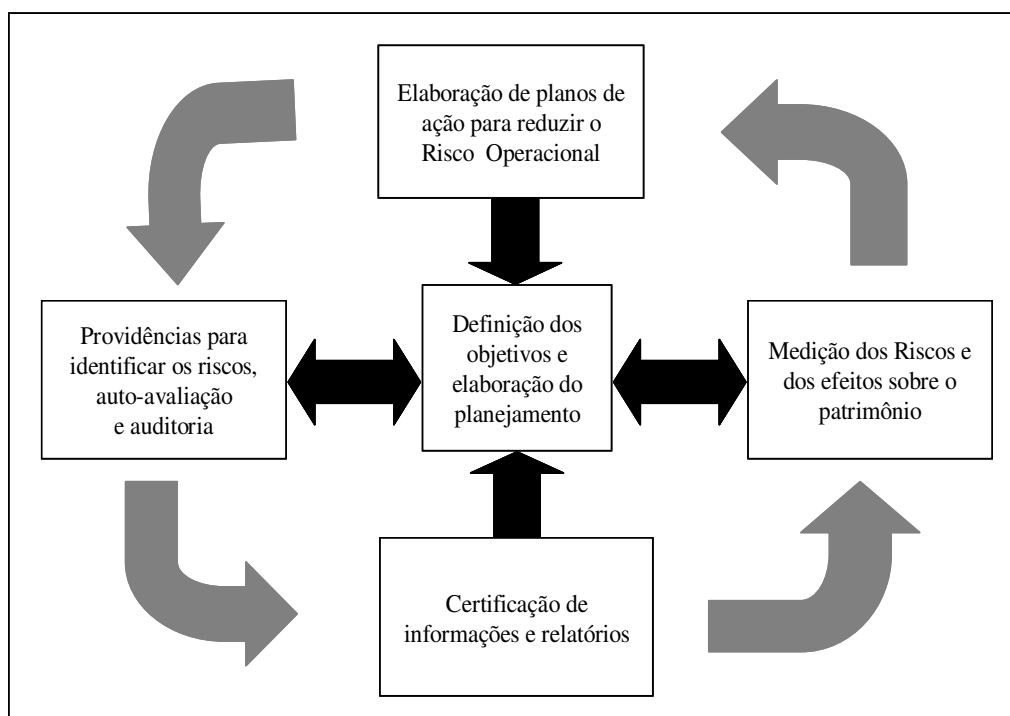 Elaboração de planos de
ação para reduzir o
Risco Operacional
Providências para
identificar os riscos,
auto-avaliação
e auditoria
Definição dos
objetivos e
elaboração do
planejamento
Medição dos Riscos e
dos efeitos sobre o
patrimônio
Certificação de
informações e relatórios